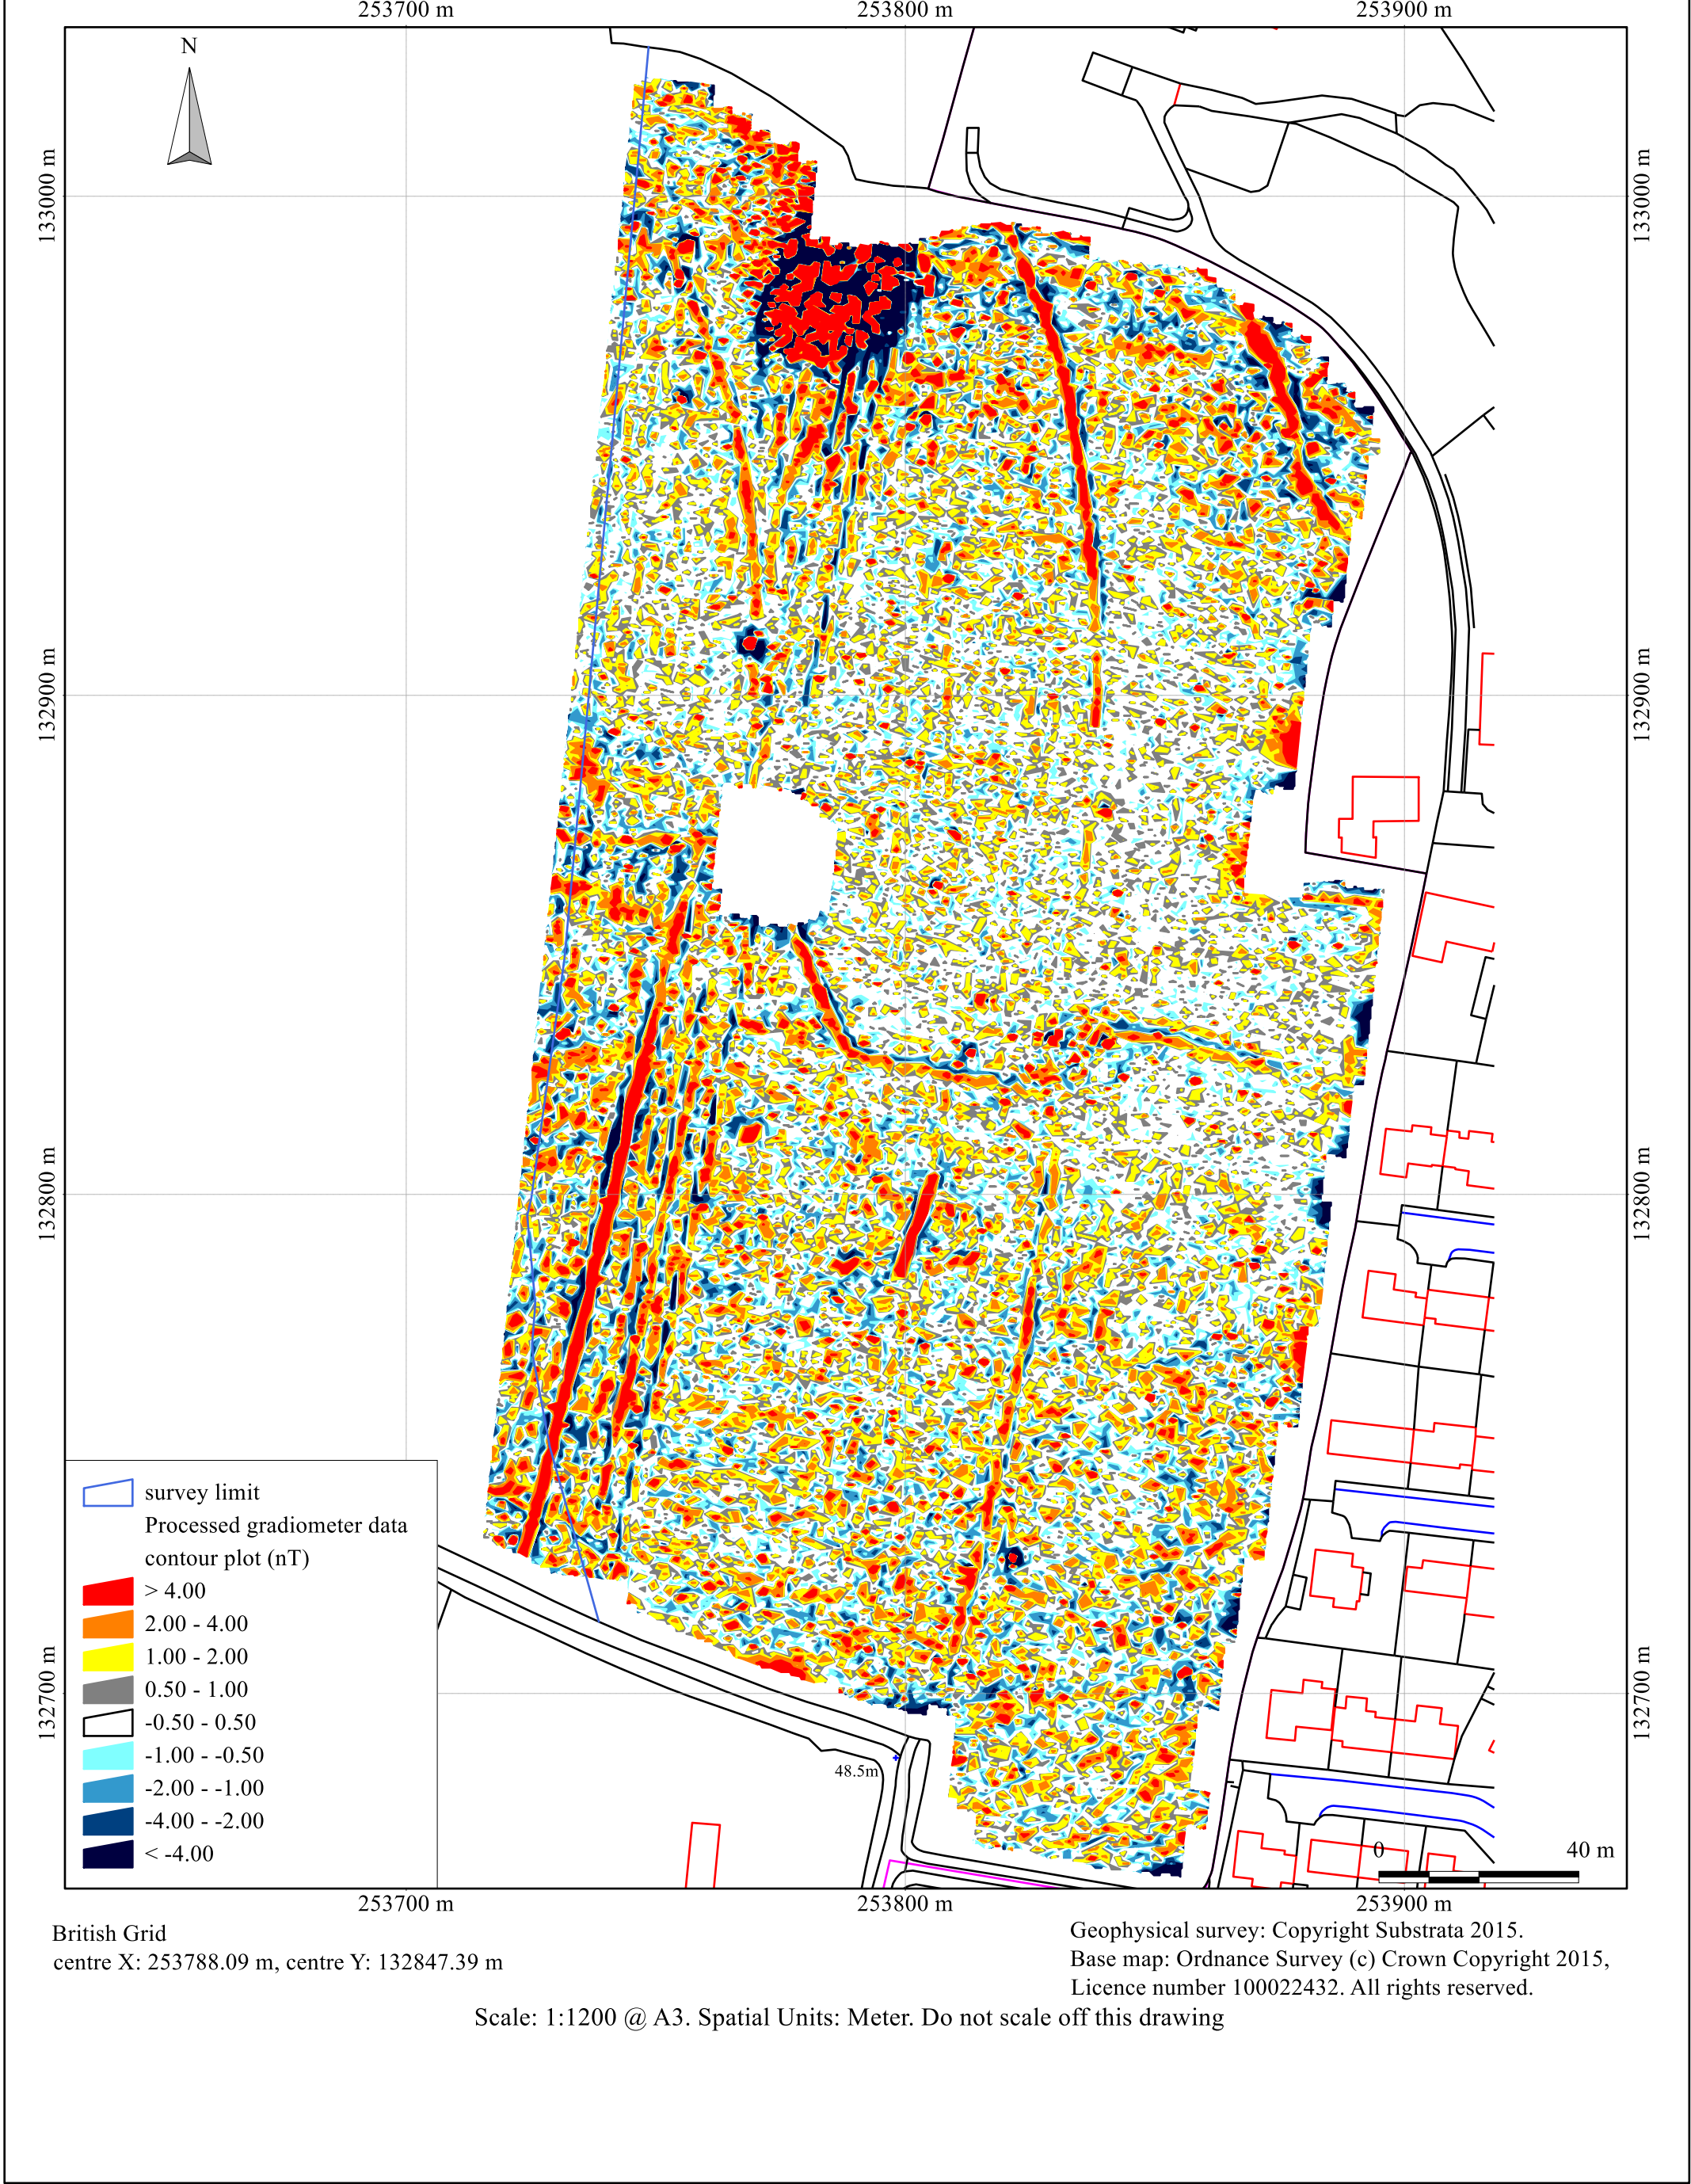 253700 m
253800 m
253900 m
N
133000 m
133000 m
132900 m
132900 m
132800 m
132800 m
132700 m
132700 m
survey limit
Processed gradiometer data
contour plot (nT)
> 4.00
2.00 - 4.00
1.00 - 2.00
0.50 - 1.00
-0.50 - 0.50
-1.00 - -0.50
-2.00 - -1.00
-4.00 - -2.00
< -4.00
48.5m
0
40 m
253700 m
253800 m
253900 m
British Grid
centre X: 253788.09 m, centre Y: 132847.39 m
Geophysical survey: Copyright Substrata 2015.
Base map: Ordnance Survey (c) Crown Copyright 2015,
Licence number 100022432. All rights reserved.
Scale: 1:1200 @ A3. Spatial Units: Meter. Do not scale off this drawing